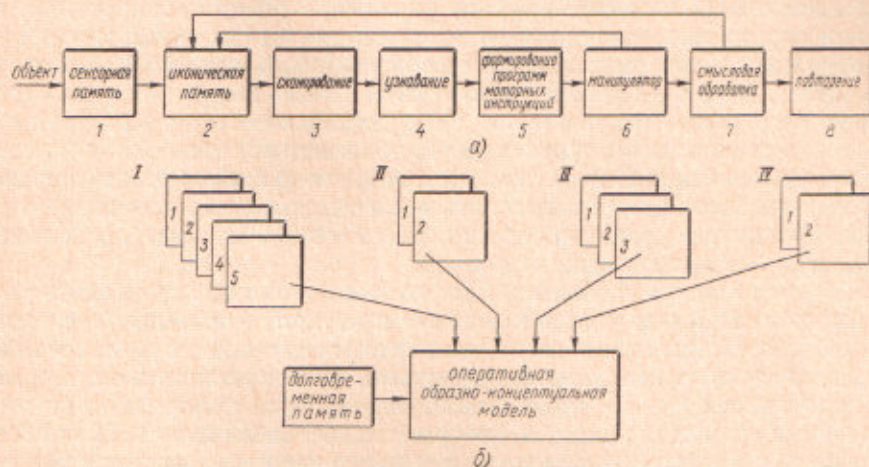 объект
сенсорная
память
иконическая
память
сканирование
узнавание
формирование
программ
моторных
инструкций
манипулятор
смысловая
обработка
повторение
1 2 3 4 5 6 7 8
а)
I II III IV
1
2
3
4
5
1
2
1
2
3
1
2
долговре-
менная
память
оперативная
образно-концептуальная
модель
б)